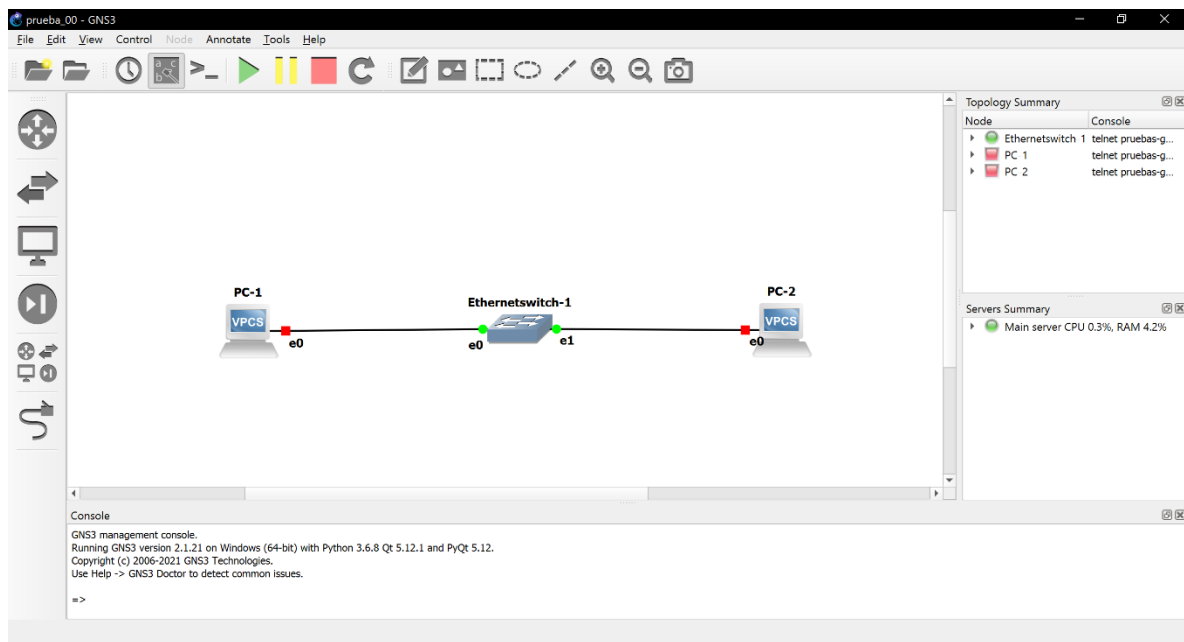 prueba_00 - GNS3
File Edit View Control Node Annotate Tools Help
Topology Summary
Node Console
Ethernetswitch 1 telnet pruebas-g...
PC 1 telnet pruebas-g...
PC 2 telnet pruebas-g...
PC-1
VPCS
e0
Ethernetswitch-1
e0
e1
PC-2
VPCS
e0
Servers Summary
Main server CPU 0.3%, RAM 4.2%
Console
GNS3 management console.
Running GNS3 version 2.1.21 on Windows (64-bit) with Python 3.6.8 Qt 5.12.1 and PyQt 5.12.
Copyright (c) 2006-2021 GNS3 Technologies.
Use Help -> GNS3 Doctor to detect common issues.
=>